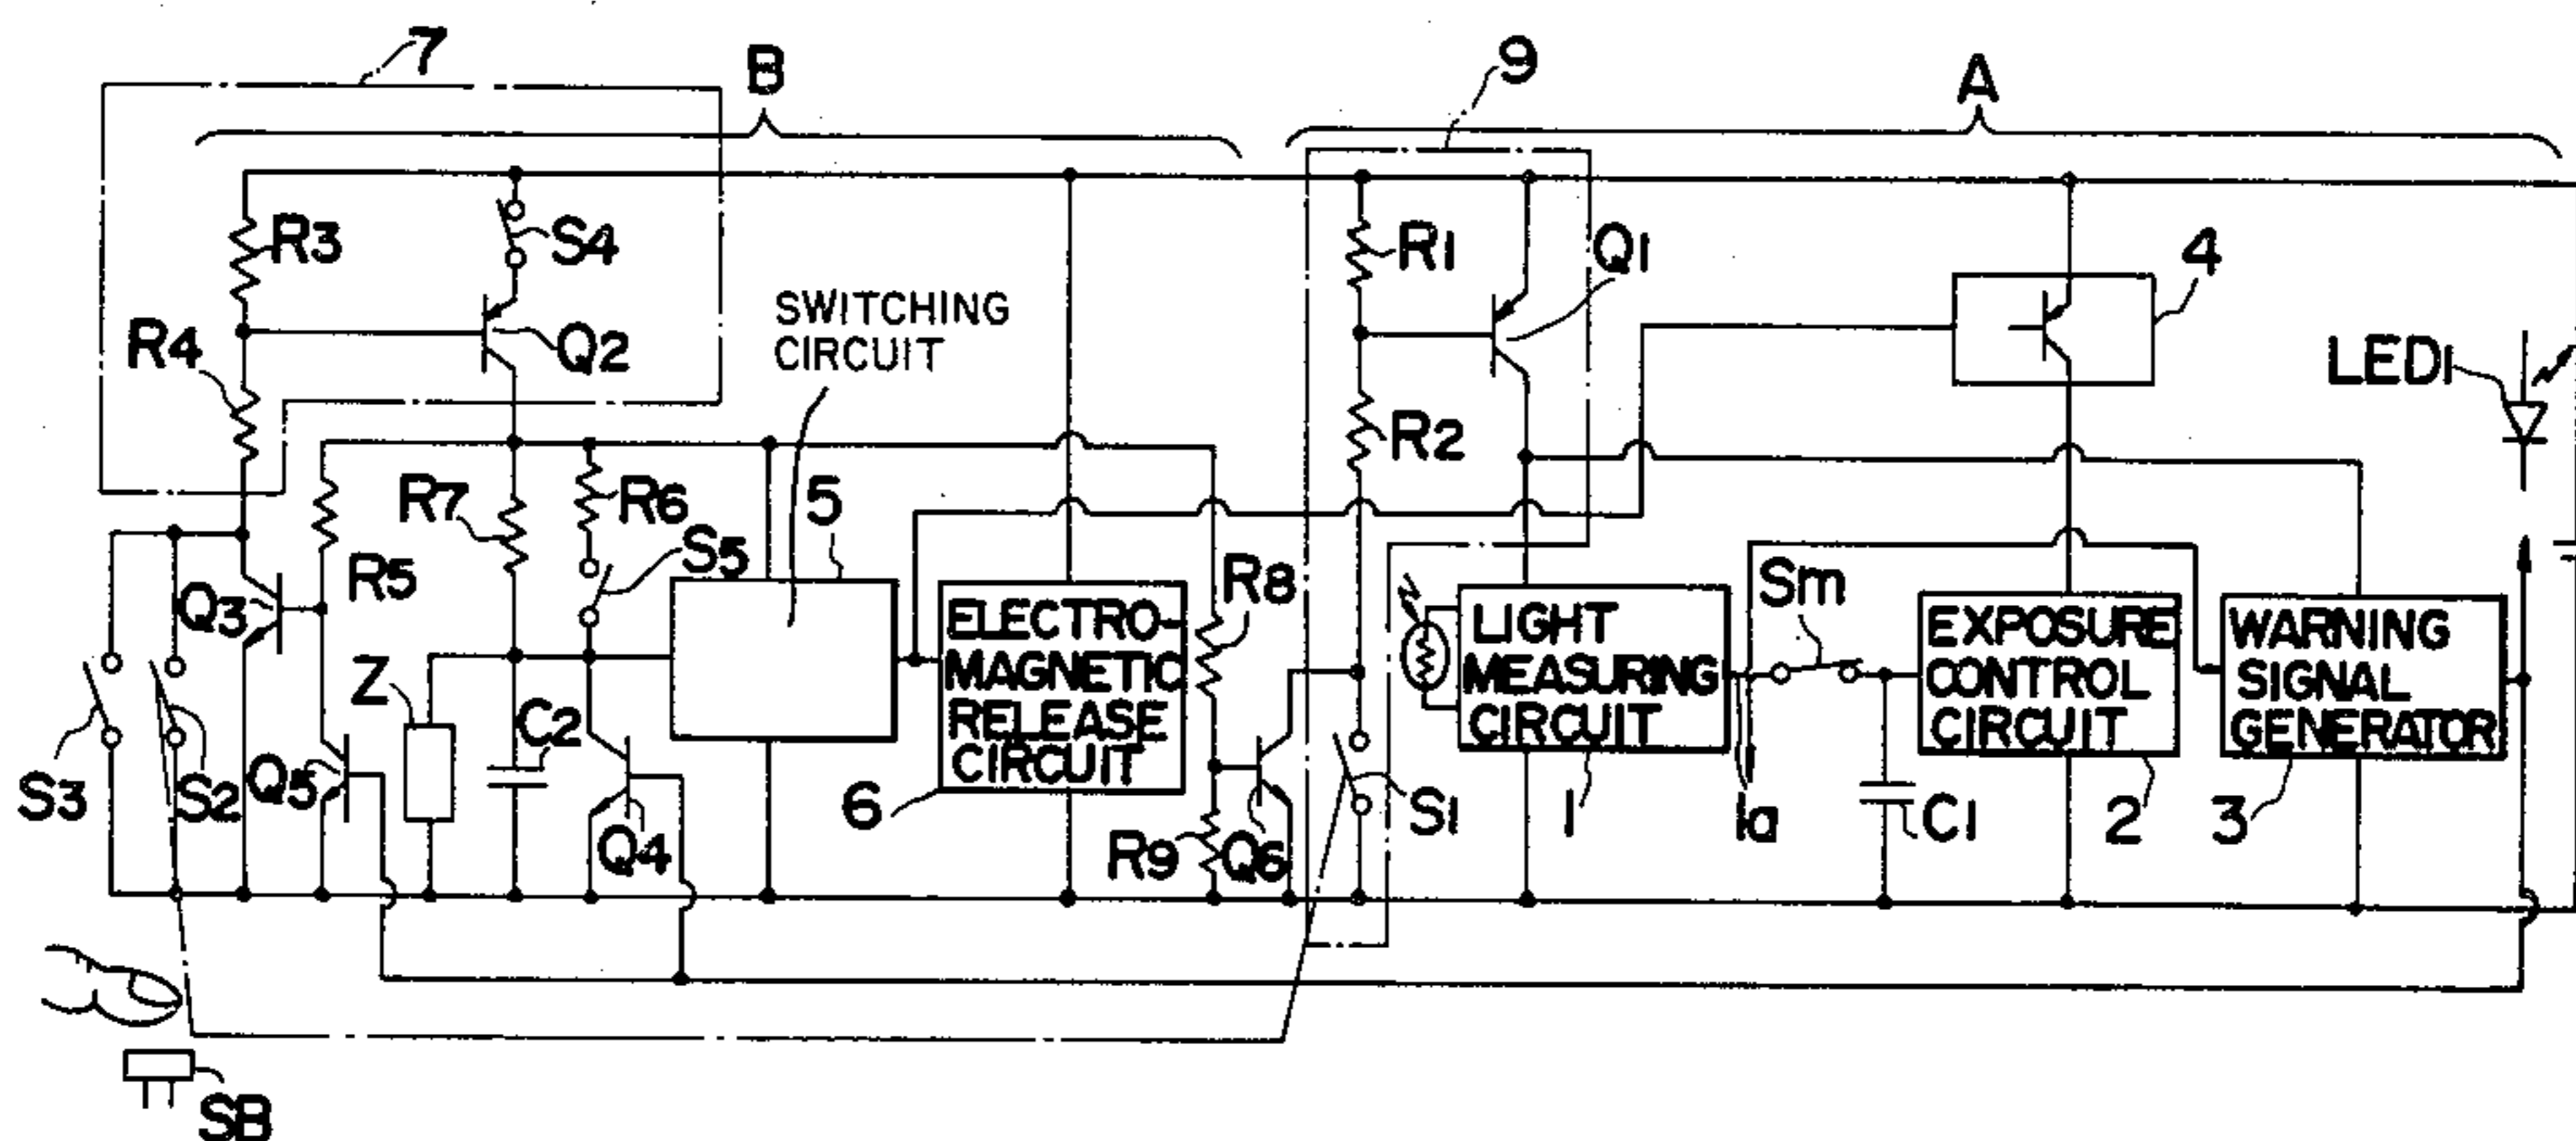 7
B
9
A
R3
S4
R1
Q1
4
R4
Q2
SWITCHING
CIRCUIT
LED1
R2
R7
R6
5
S5
R5
R8
Q3
Sm
Z
C2
ELECTRO-
MAGNETIC
RELEASE
CIRCUIT
LIGHT
MEASURING
CIRCUIT
EXPOSURE
CONTROL
CIRCUIT
WARNING
SIGNAL
GENERATOR
S3
S2
Q5
Q4
6
R9
Q6
S1
1
1a
C1
2
3
SB